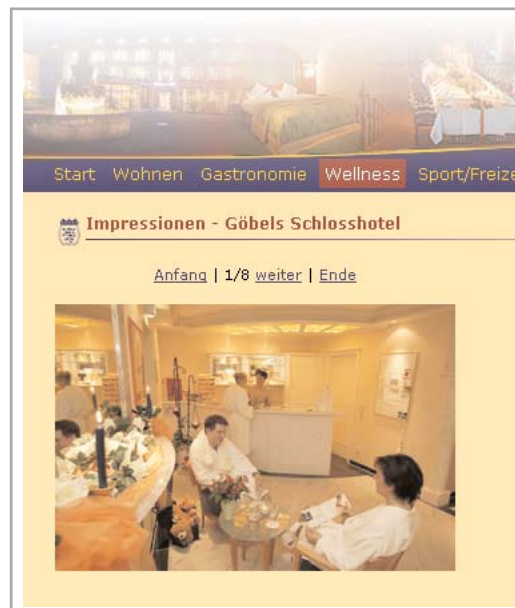 Start Wohnen Gastronomie Wellness Sport/Freize
Impressionen - Göbels Schlosshotel
Anfang | 1/8 weiter | Ende